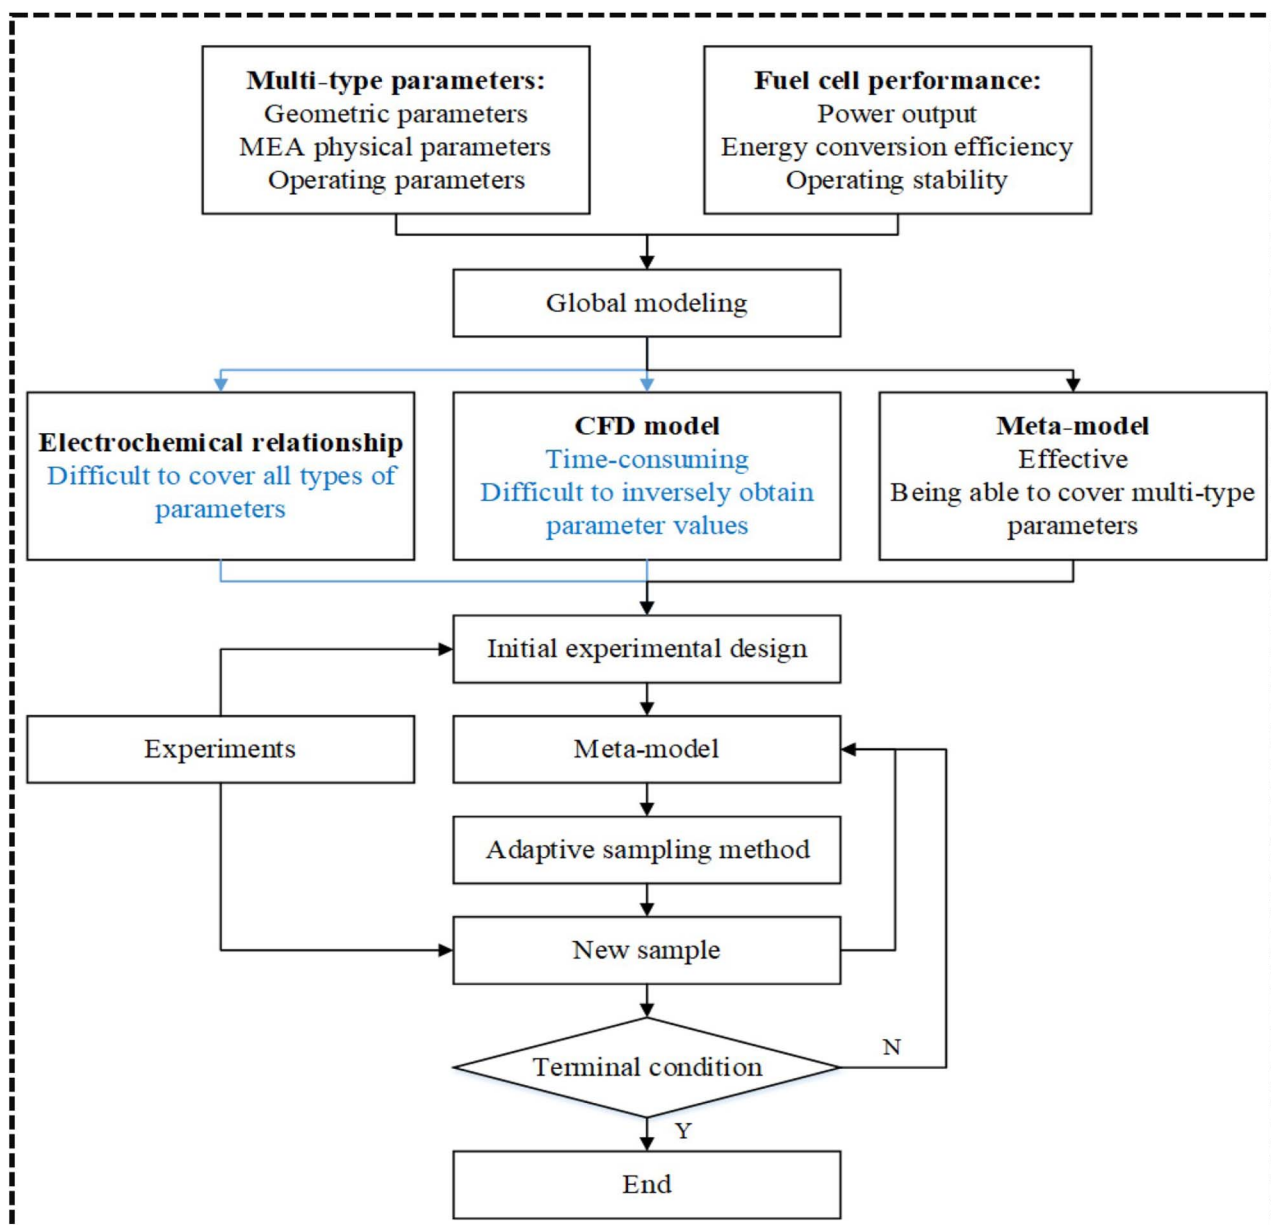 Multi-type parameters:
Geometric parameters
MEA physical parameters
Operating parameters
Fuel cell performance:
Power output
Energy conversion efficiency
Operating stability
Global modeling
Electrochemical relationship
Difficult to cover all types of
parameters
CFD model
Time-consuming
Difficult to inversely obtain
parameter values
Meta-model
Effective
Being able to cover multi-type
parameters
Initial experimental design
Experiments
Meta-model
Adaptive sampling method
New sample
Terminal condition
N
Y
End